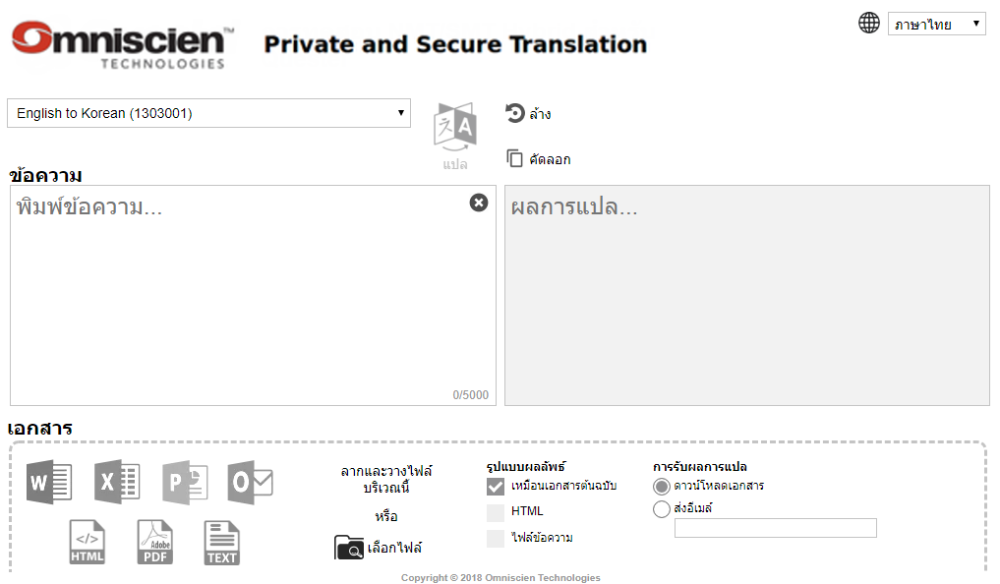 Omniscien™
TECHNOLOGIES
Private and Secure Translation
ภาษาไทย
English to Korean (1303001)
แปล
ล้าง
คัดลอก
ข้อความ
พิมพ์ข้อความ...
ผลการแปล...
0/5000
เอกสาร
W
X
P
O
HTML
Adobe
PDF
TEXT
ลากและวางไฟล์
บริเวณนี้
หรือ
เลือกไฟล์
รูปแบบผลลัพธ์
เหมือนเอกสารต้นฉบับ
HTML
ไฟล์ข้อความ
การรับผลการแปล
ดาวน์โหลดเอกสาร
ส่งอีเมล์
Copyright © 2018 Omniscien Technologies